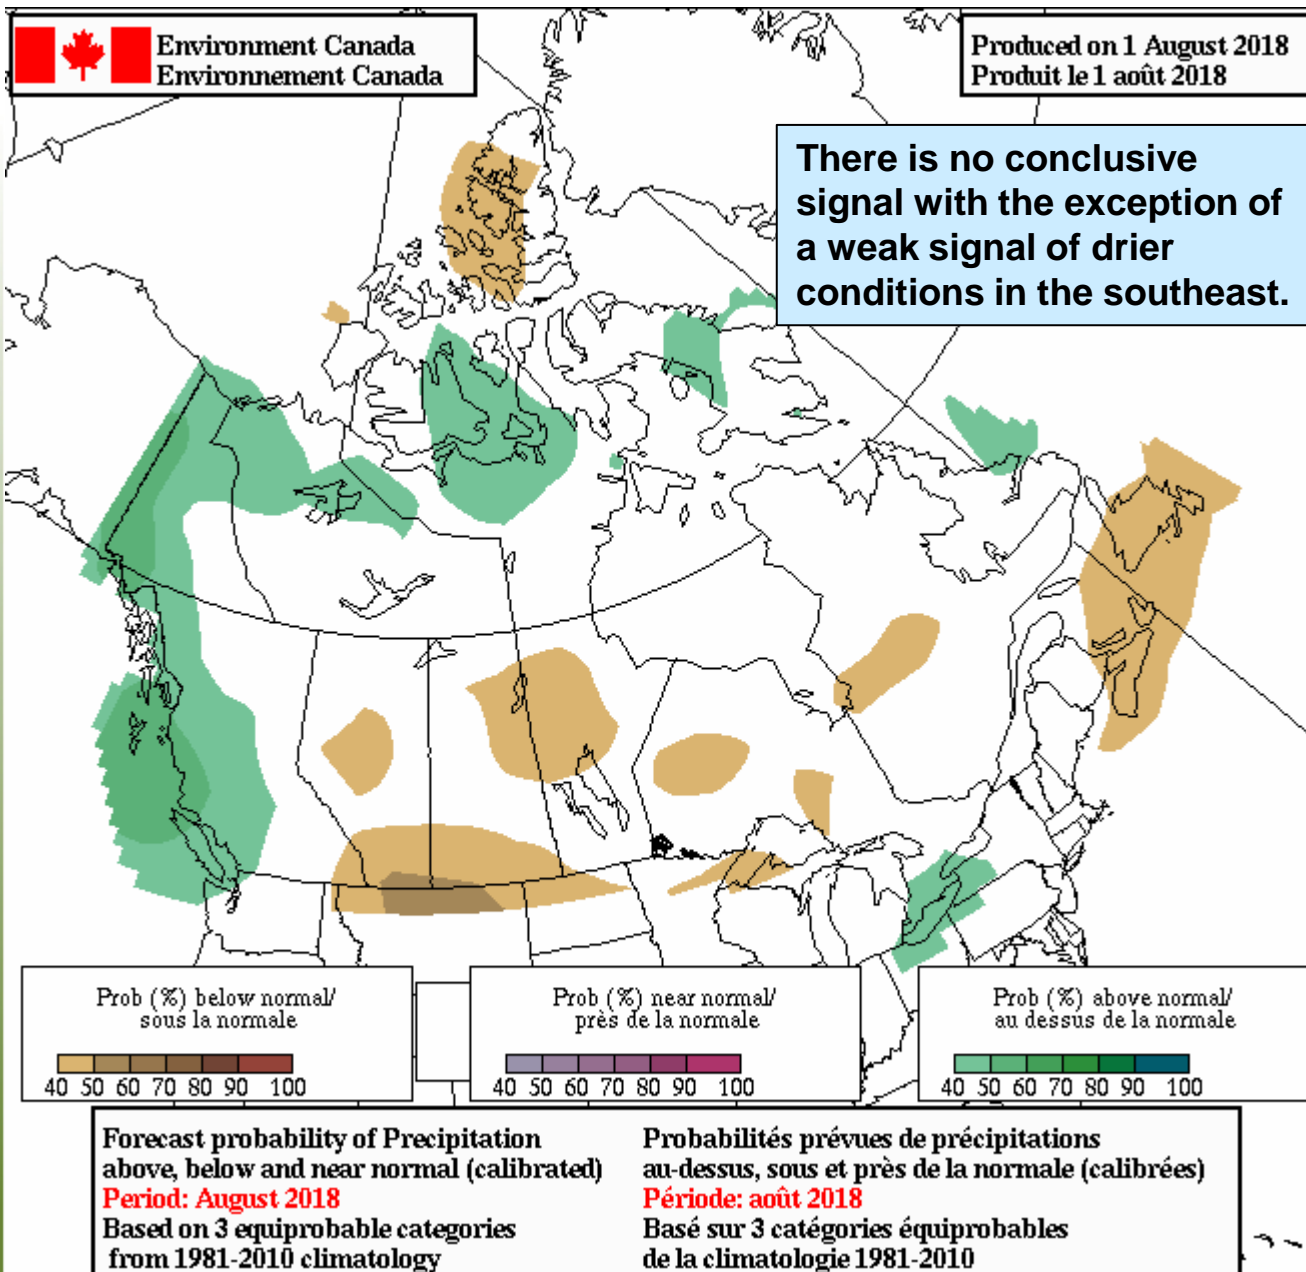 Environment Canada
Environnement Canada
Produced on 1 August 2018
Produit le 1 août 2018
There is no conclusive
signal with the exception of
a weak signal of drier
conditions in the southeast.
Prob (%) below normal/
sous la normale
40 50 60 70 80 90 100
Prob (%) near normal/
près de la normale
40 50 60 70 80 90 100
Prob (%) above normal/
au dessus de la normale
40 50 60 70 80 90 100
Forecast probability of Precipitation
above, below and near normal (calibrated)
Period: August 2018
Based on 3 equiprobable categories
from 1981-2010 climatology
Probabilités prévues de précipitations
au-dessus, sous et près de la normale (calibrées)
Période: août 2018
Basé sur 3 catégories équiprobables
de la climatologie 1981-2010